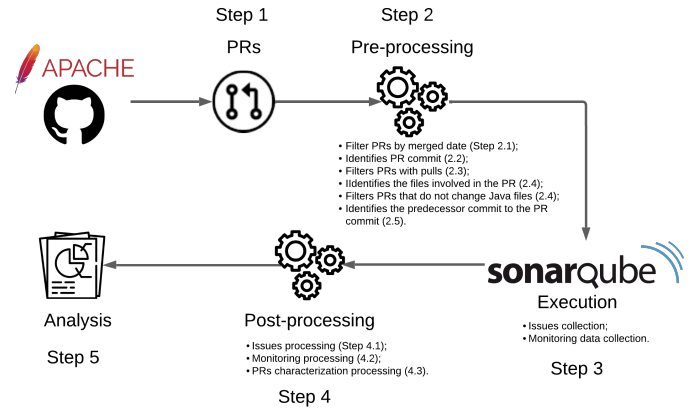 Step 1
Step 2
PRs
Pre-processing
APACHE
• Filter PRs by merged date (Step 2.1);
• Identifies PR commit (2.2);
• Filters PRs with pulls (2.3);
• IIdentifies the files involved in the PR (2.4);
• Filters PRs that do not change Java files (2.4);
• Identifies the predecessor commit to the PR
commit (2.5).
sonarqube
Execution
• Issues collection;
• Monitoring data collection.
Step 3
Post-processing
• Issues processing (Step 4.1);
• Monitoring processing (4.2);
• PRs characterization processing (4.3).
Step 4
Analysis
Step 5